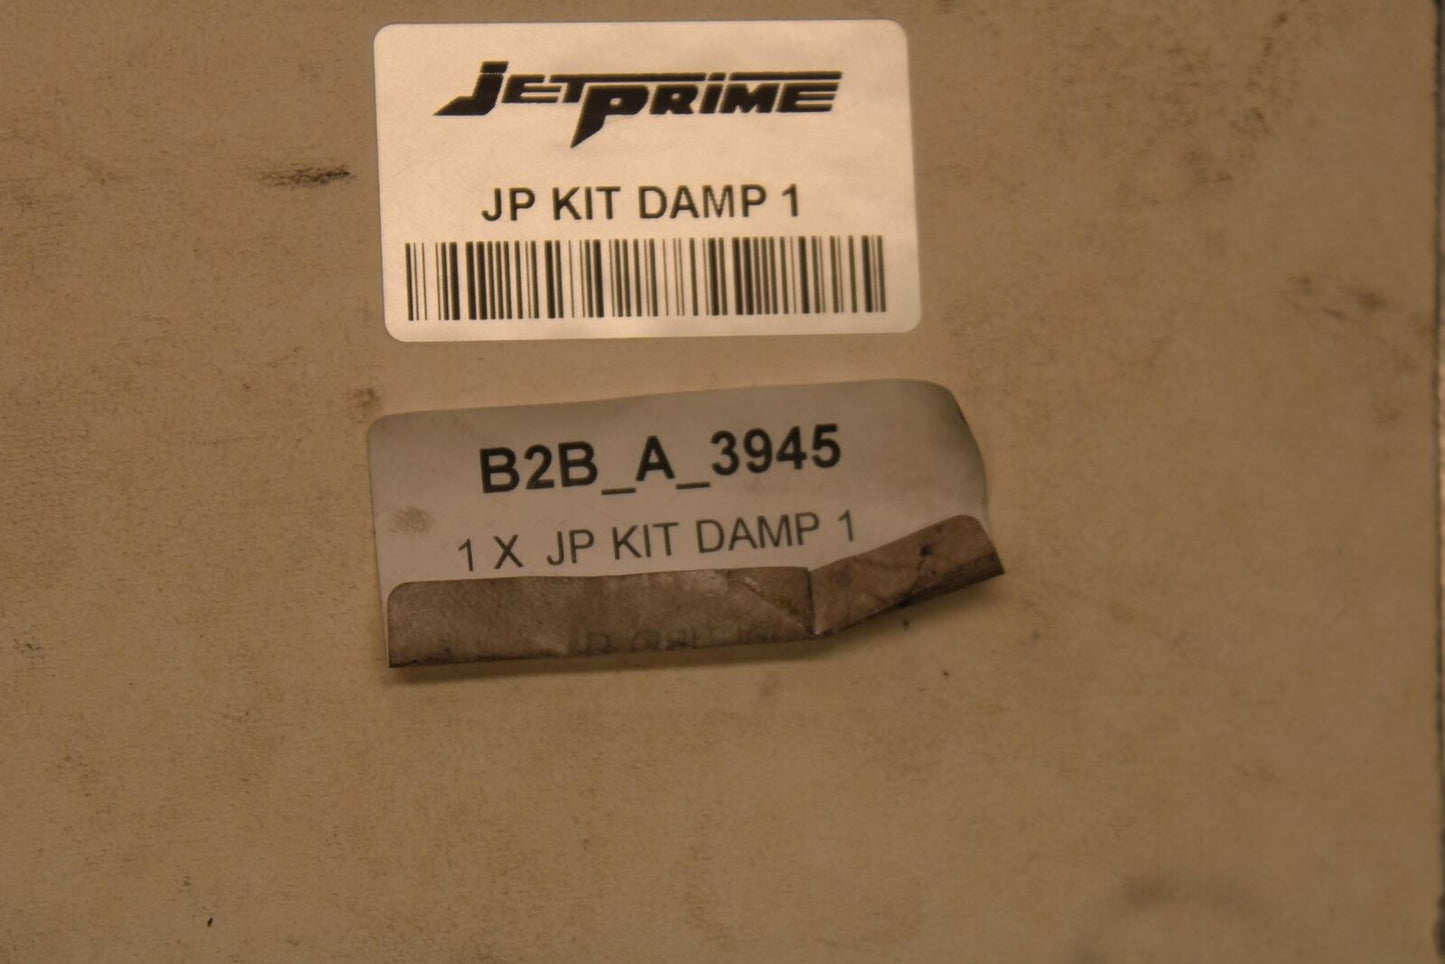 JETPRIME
JP KIT DAMP 1
B2B_A_3945
1 X JP KIT DAMP 1